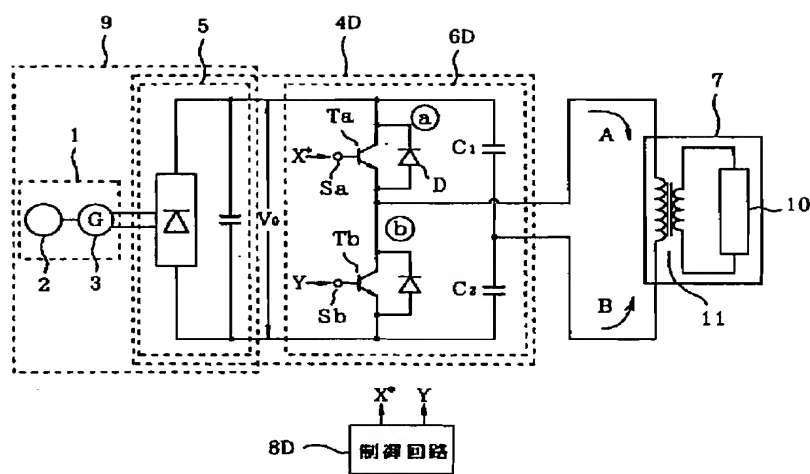 9
5
4D
6D
1
G
2
3
V₀
Ta
ⓐ
X*
Sa
D
C₁
ⓑ
Tb
Y
Sb
C₂
A
B
7
10
11
X* Y
8D
制御回路